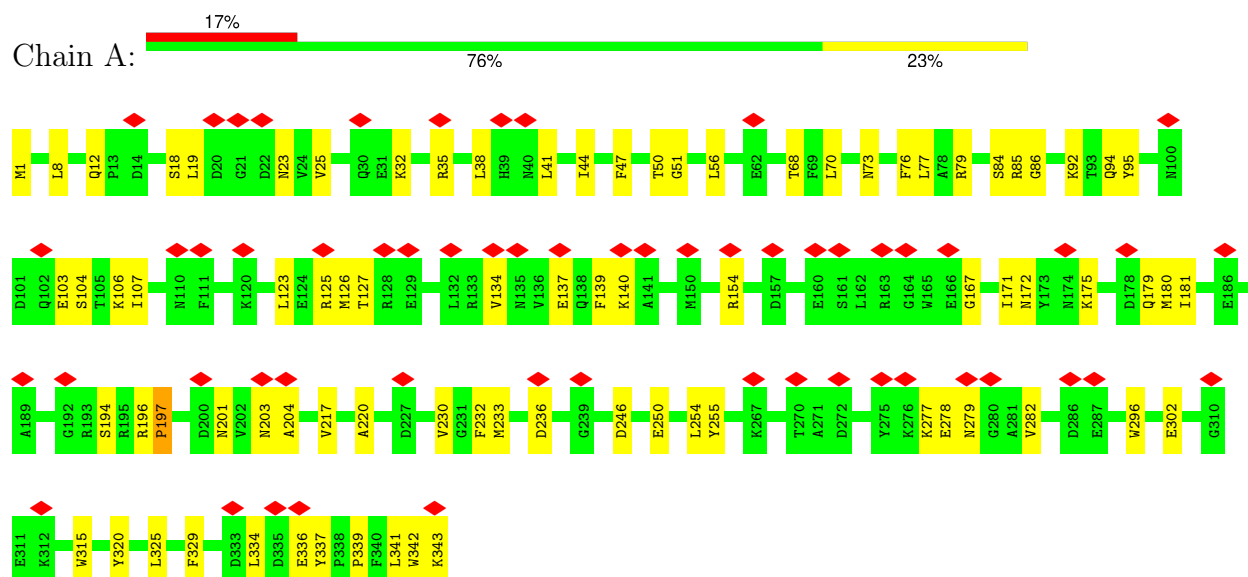 17%
Chain A:
76% 23%
M1 L8 Q12 P13 D14 S18 L19 D20 G21 D22 N23 V24 V25 Q30 E31 K32 R35 L38 H39 N40 L41 I44 F47 T50 G51 L56 E62 T68 F69 L70 N73 F76 L77 A78 R79 S84 R85 G86 K92 T93 Q94 Y95 N100
D101 Q102 E103 S104 T105 K106 I107 N110 F111 K120 L123 E124 R125 M126 T127 R128 E129 L132 R133 V134 N135 V136 E137 Q138 F139 K140 A141 M150 R154 D157 E160 S161 L162 R163 G164 W165 E166 G167 I171 N172 Y173 N174 K175 D178 Q179 M180 I181 E186
A189 G192 R193 S194 R195 R196 P197 D200 N201 V202 N203 A204 V217 A220 D227 V230 G231 F232 M233 D236 G239 D246 E250 L254 Y255 K267 T270 A271 D272 Y275 K276 K277 E278 N279 G280 A281 V282 D286 E287 W296 E302 G310
E311 K312 W315 Y320 L325 F329 D333 L334 D335 E336 Y337 P338 P339 F340 L341 W342 K343